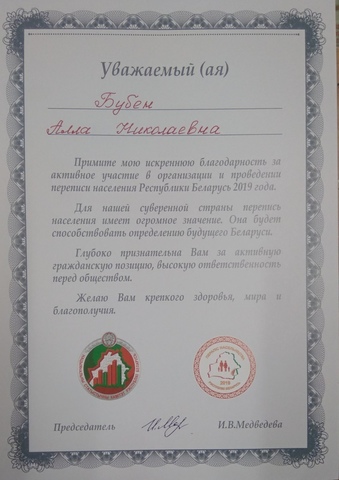 Уважаемый (ая)
Бубен
Алла Николаевна
Примите мою искреннюю благодарность за
активное участие в организации и проведении
переписи населения Республики Беларусь 2019 года.
Для нашей суверенной страны перепись
населения имеет огромное значение. Она будет
способствовать определению будущего Беларуси.
Глубоко признательна Вам за активную
гражданскую позицию, высокую ответственность
перед обществом.
Желаю Вам крепкого здоровья, мира и
благополучия.
2019
Председатель И.В.Медведева